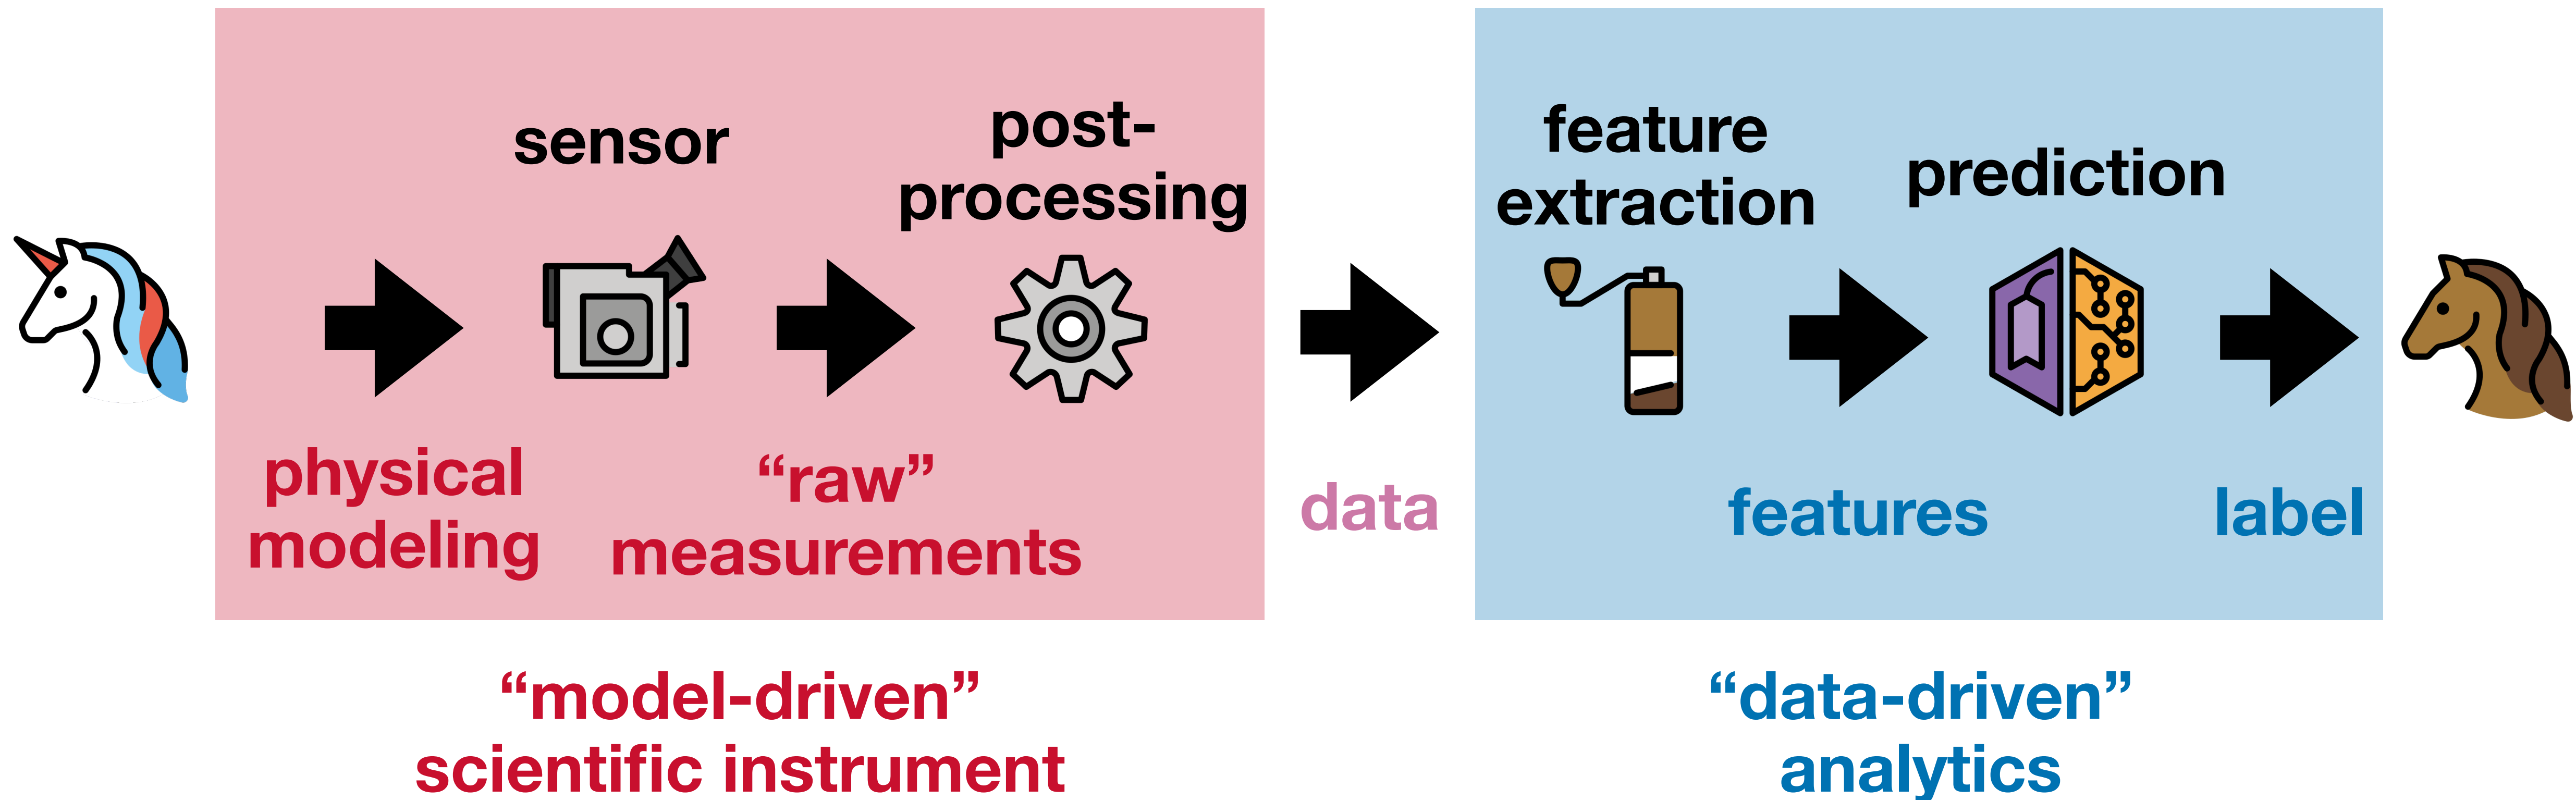 sensor
post-
processing
physical
modeling
“raw”
measurements
“model-driven”
scientific instrument
data
feature
extraction
prediction
features
label
“data-driven”
analytics